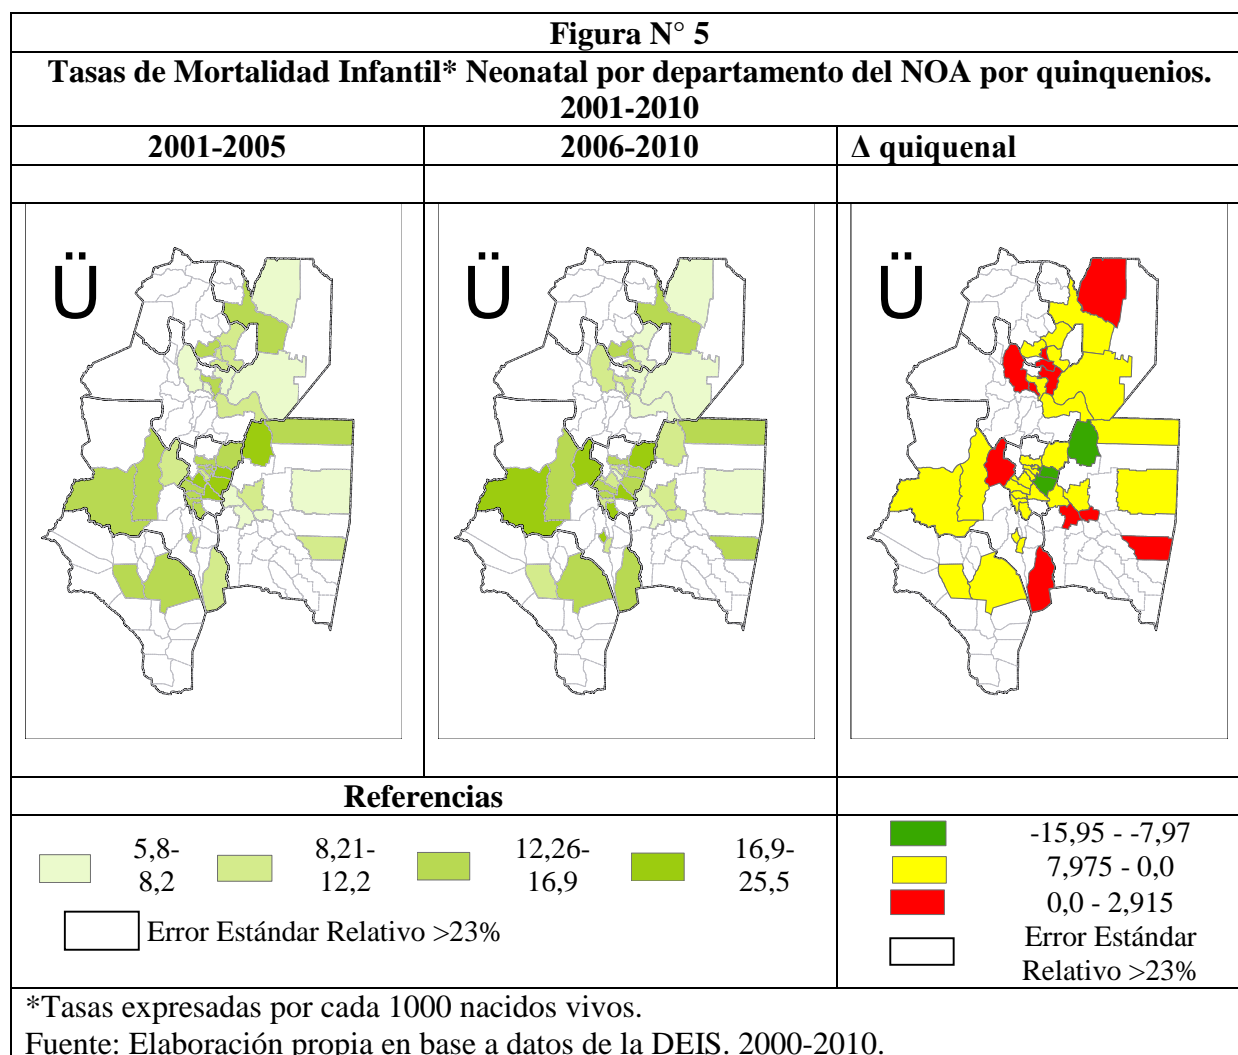 Figura N° 5
Tasas de Mortalidad Infantil* Neonatal por departamento del NOA por quinquenios.
2001-2010
2001-2005
2006-2010
Δ quiquenal
Ü
Ü
Ü
Referencias
5,8-
8,2
8,21-
12,2
12,26-
16,9
16,9-
25,5
Error Estándar Relativo >23%
-15,95 - -7,97
7,975 - 0,0
0,0 - 2,915
Error Estándar
Relativo >23%
*Tasas expresadas por cada 1000 nacidos vivos.
Fuente: Elaboración propia en base a datos de la DEIS. 2000-2010.